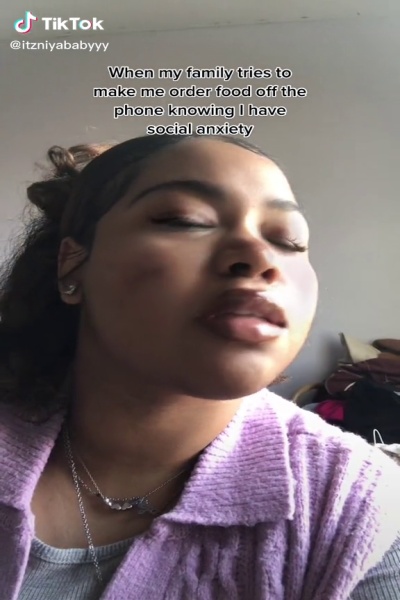 TikTok
@itzniyababyyy
When my family tries to
make me order food off the
phone knowing I have
social anxiety